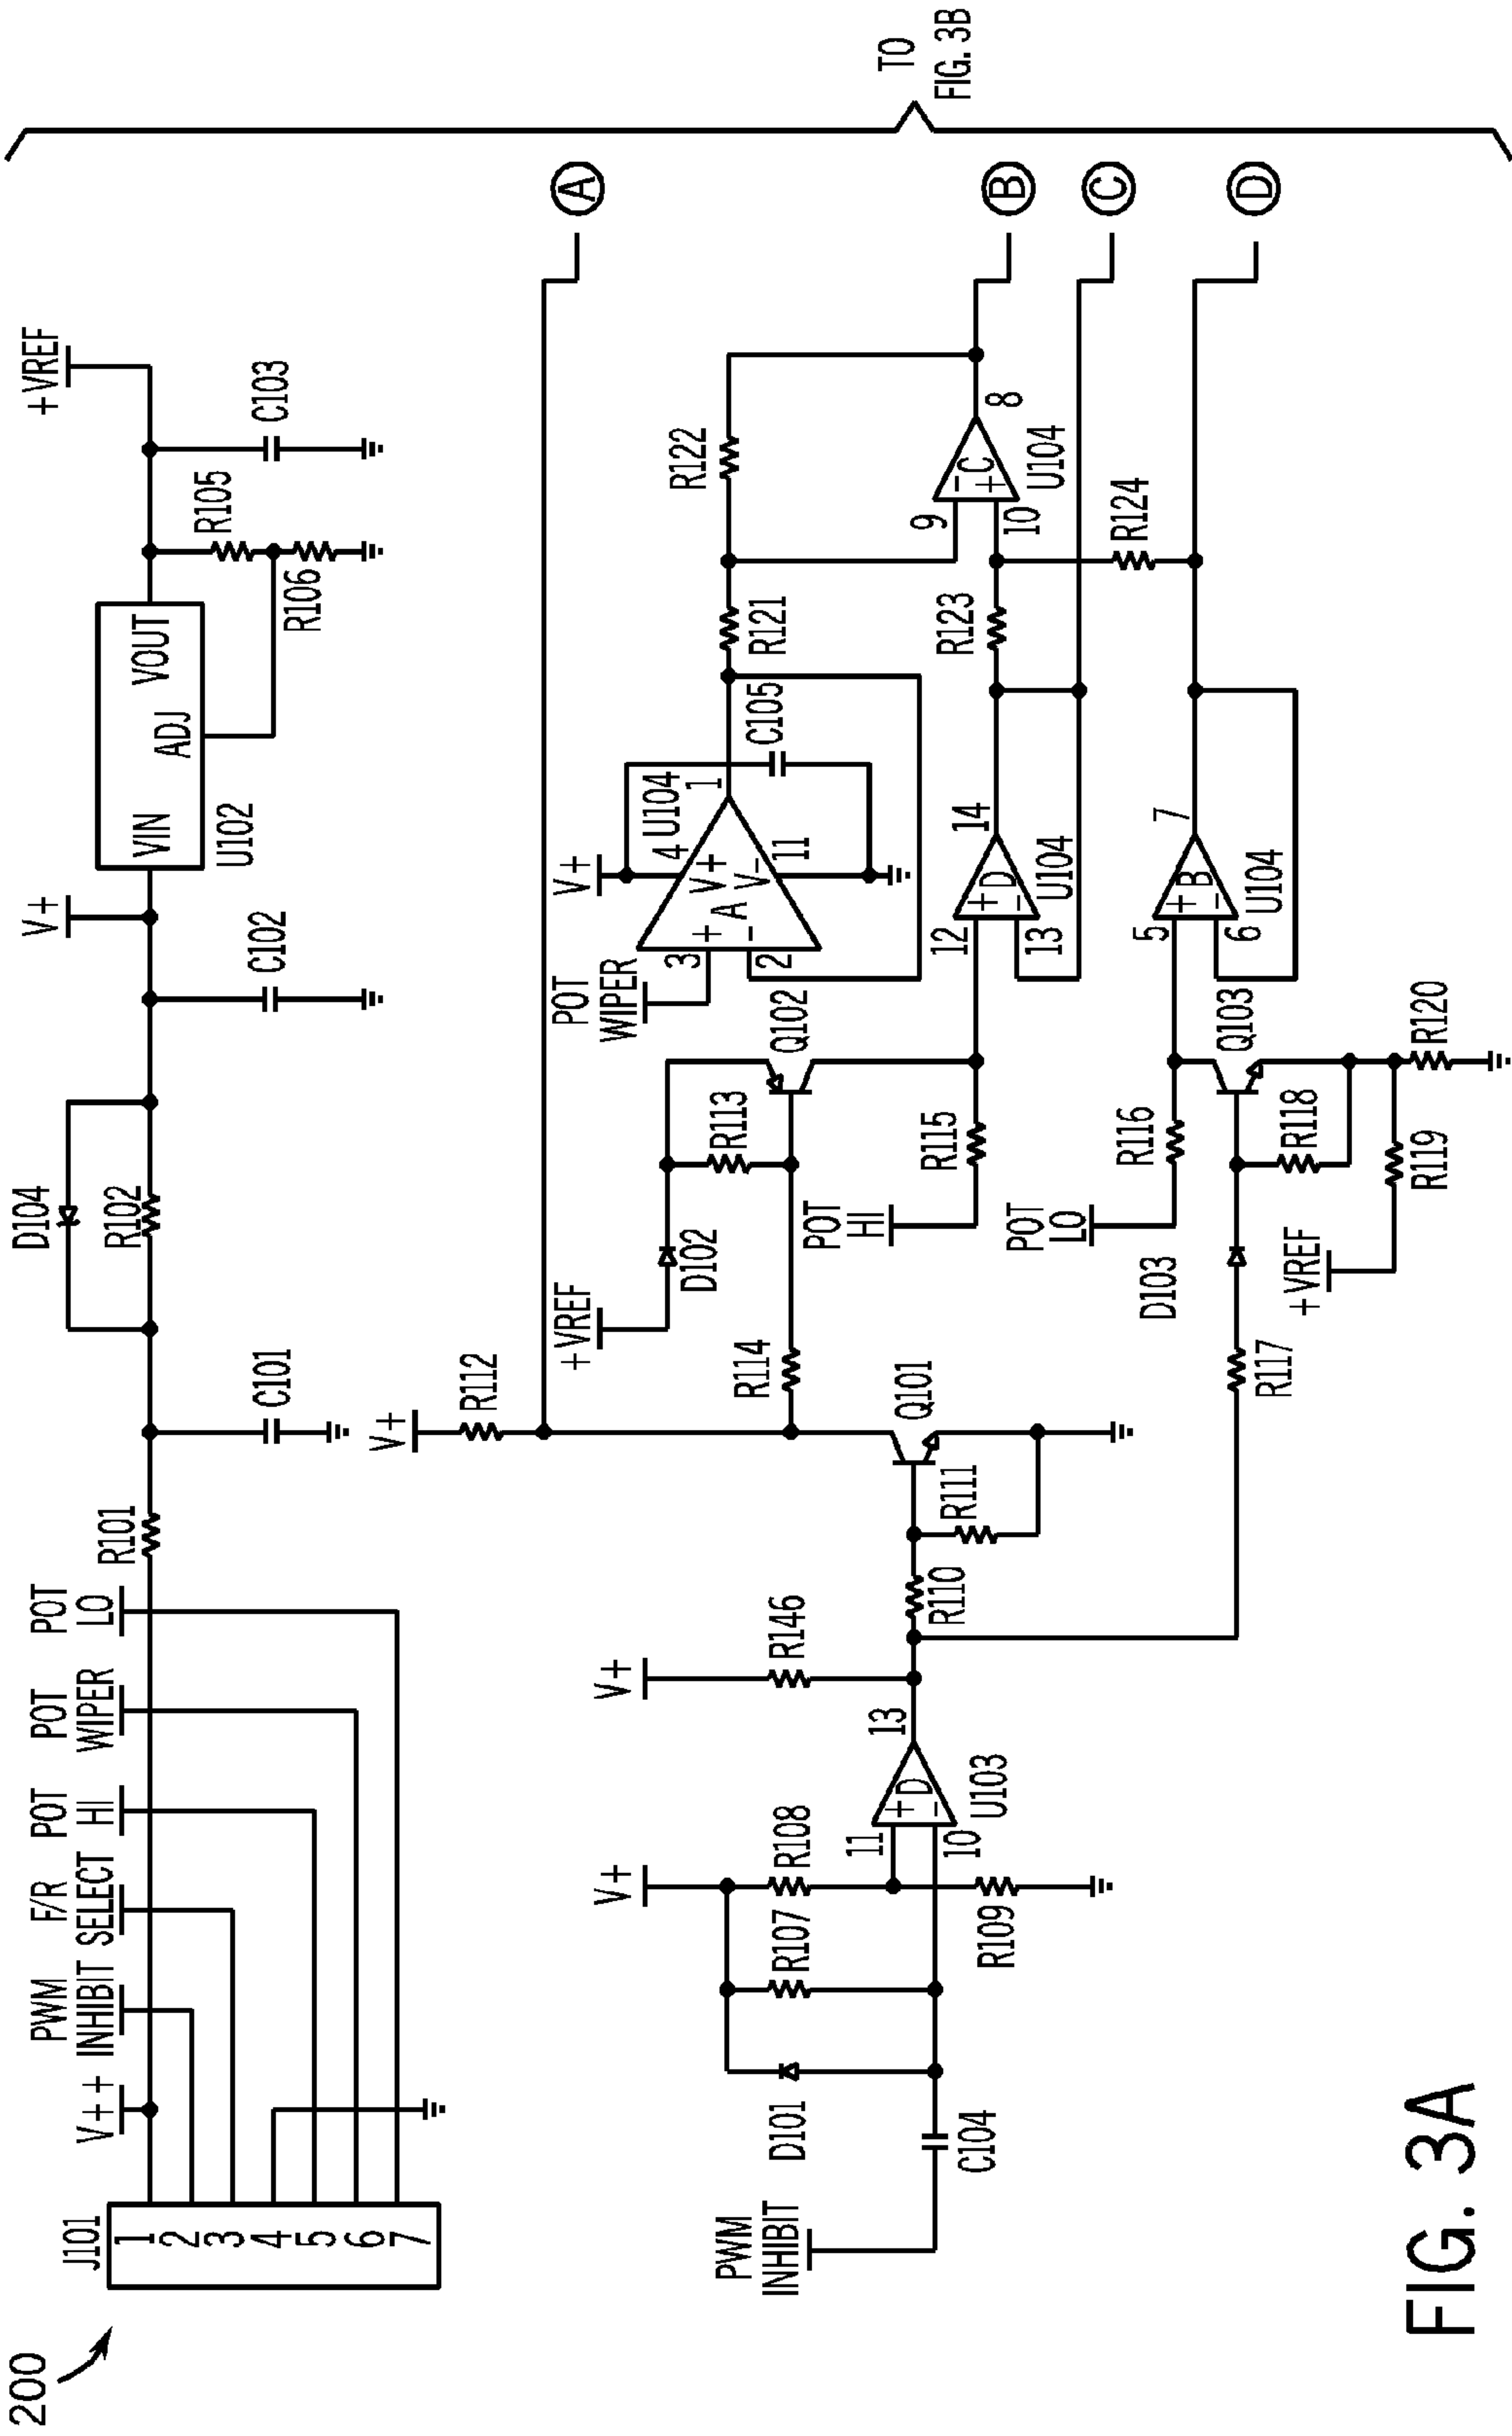 200
J101
1
2
3
4
5
6
7
V++
PWM
INHIBIT
F/R
SELECT
POT
HI
POT
WIPER
POT
LO
R101
C101
D104
R102
C102
V+
VIN
VOUT
ADJ
U102
R105
R106
C103
+VREF
V+
R112
A
TO
FIG. 3B
+VREF
D102
R113
R114
Q102
POT
HI
R115
POT
WIPER
V+
3
2
+
-
A
V+
V-
4
11
1
U104
C105
R121
R122
9
10
-
+
C
8
U104
B
12
13
+
-
D
14
U104
R123
R124
C
PWM
INHIBIT
C104
D101
R107
V+
R108
R109
11
10
+
-
D
13
U103
V+
R146
R110
R111
Q101
R117
D103
POT
LO
R116
Q103
R118
+VREF
R119
R120
5
6
+
-
B
7
U104
D
FIG. 3A